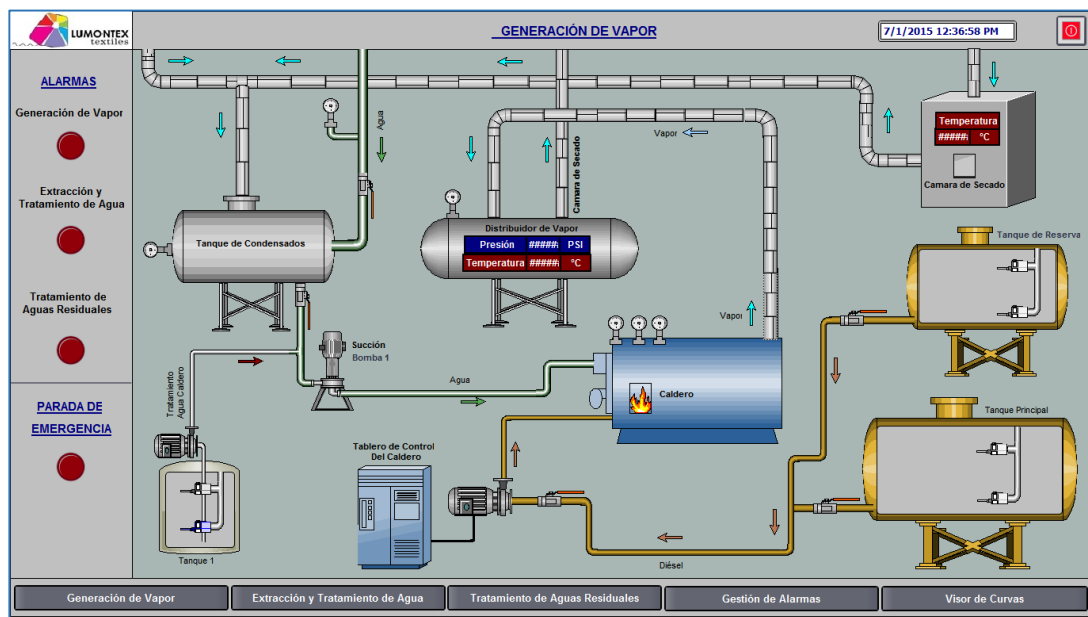 LUMONTEX
textiles
GENERACIÓN DE VAPOR
7/1/2015 12:36:58 PM
ALARMAS
Generación de Vapor
Extracción y
Tratamiento de Agua
Tratamiento de
Aguas Residuales
PARADA DE
EMERGENCIA
Agua
Camara de Secado
Vapor
Temperatura
##### °C
Camara de Secado
Tanque de Condensados
Distribuidor de Vapor
Presión ##### PSI
Temperatura ##### °C
Tanque de Reserva
Vapor
Succión
Bomba 1
Agua
Caldero
Tratamiento
Agua Caldero
Tanque Principal
Tablero de Control
Del Caldero
Tanque 1
Diésel
Generación de Vapor
Extracción y Tratamiento de Agua
Tratamiento de Aguas Residuales
Gestión de Alarmas
Visor de Curvas